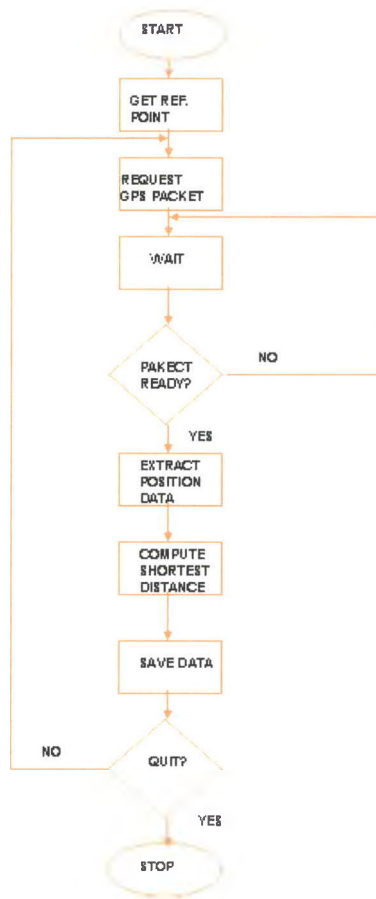 START
GET REF.
POINT
REQUEST
GPS PACKET
WAIT
PAKECT
READY?
NO
YES
EXTRACT
POSITION
DATA
COMPUTE
SHORTEST
DISTANCE
SAVE DATA
QUIT?
NO
YES
STOP